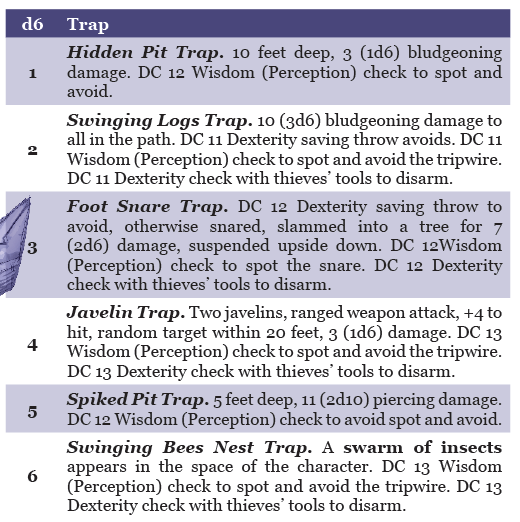 d6 Trap
1 Hidden Pit Trap. 10 feet deep, 3 (1d6) bludgeoning
damage. DC 12 Wisdom (Perception) check to spot and
avoid.
2 Swinging Logs Trap. 10 (3d6) bludgeoning damage to
all in the path. DC 11 Dexterity saving throw avoids. DC 11
Wisdom (Perception) check to spot and avoid the tripwire.
DC 11 Dexterity check with thieves’ tools to disarm.
3 Foot Snare Trap. DC 12 Dexterity saving throw to
avoid, otherwise snared, slammed into a tree for 7
(2d6) damage, suspended upside down. DC 12Wisdom
(Perception) check to spot the snare. DC 12 Dexterity
check with thieves’ tools to disarm.
4 Javelin Trap. Two javelins, ranged weapon attack, +4 to
hit, random target within 20 feet, 3 (1d6) damage. DC 13
Wisdom (Perception) check to spot and avoid the tripwire.
DC 13 Dexterity check with thieves’ tools to disarm.
5 Spiked Pit Trap. 5 feet deep, 11 (2d10) piercing damage.
DC 12 Wisdom (Perception) check to avoid spot and avoid.
6 Swinging Bees Nest Trap. A swarm of insects
appears in the space of the character. DC 13 Wisdom
(Perception) check to spot and avoid the tripwire. DC 13
Dexterity check with thieves’ tools to disarm.